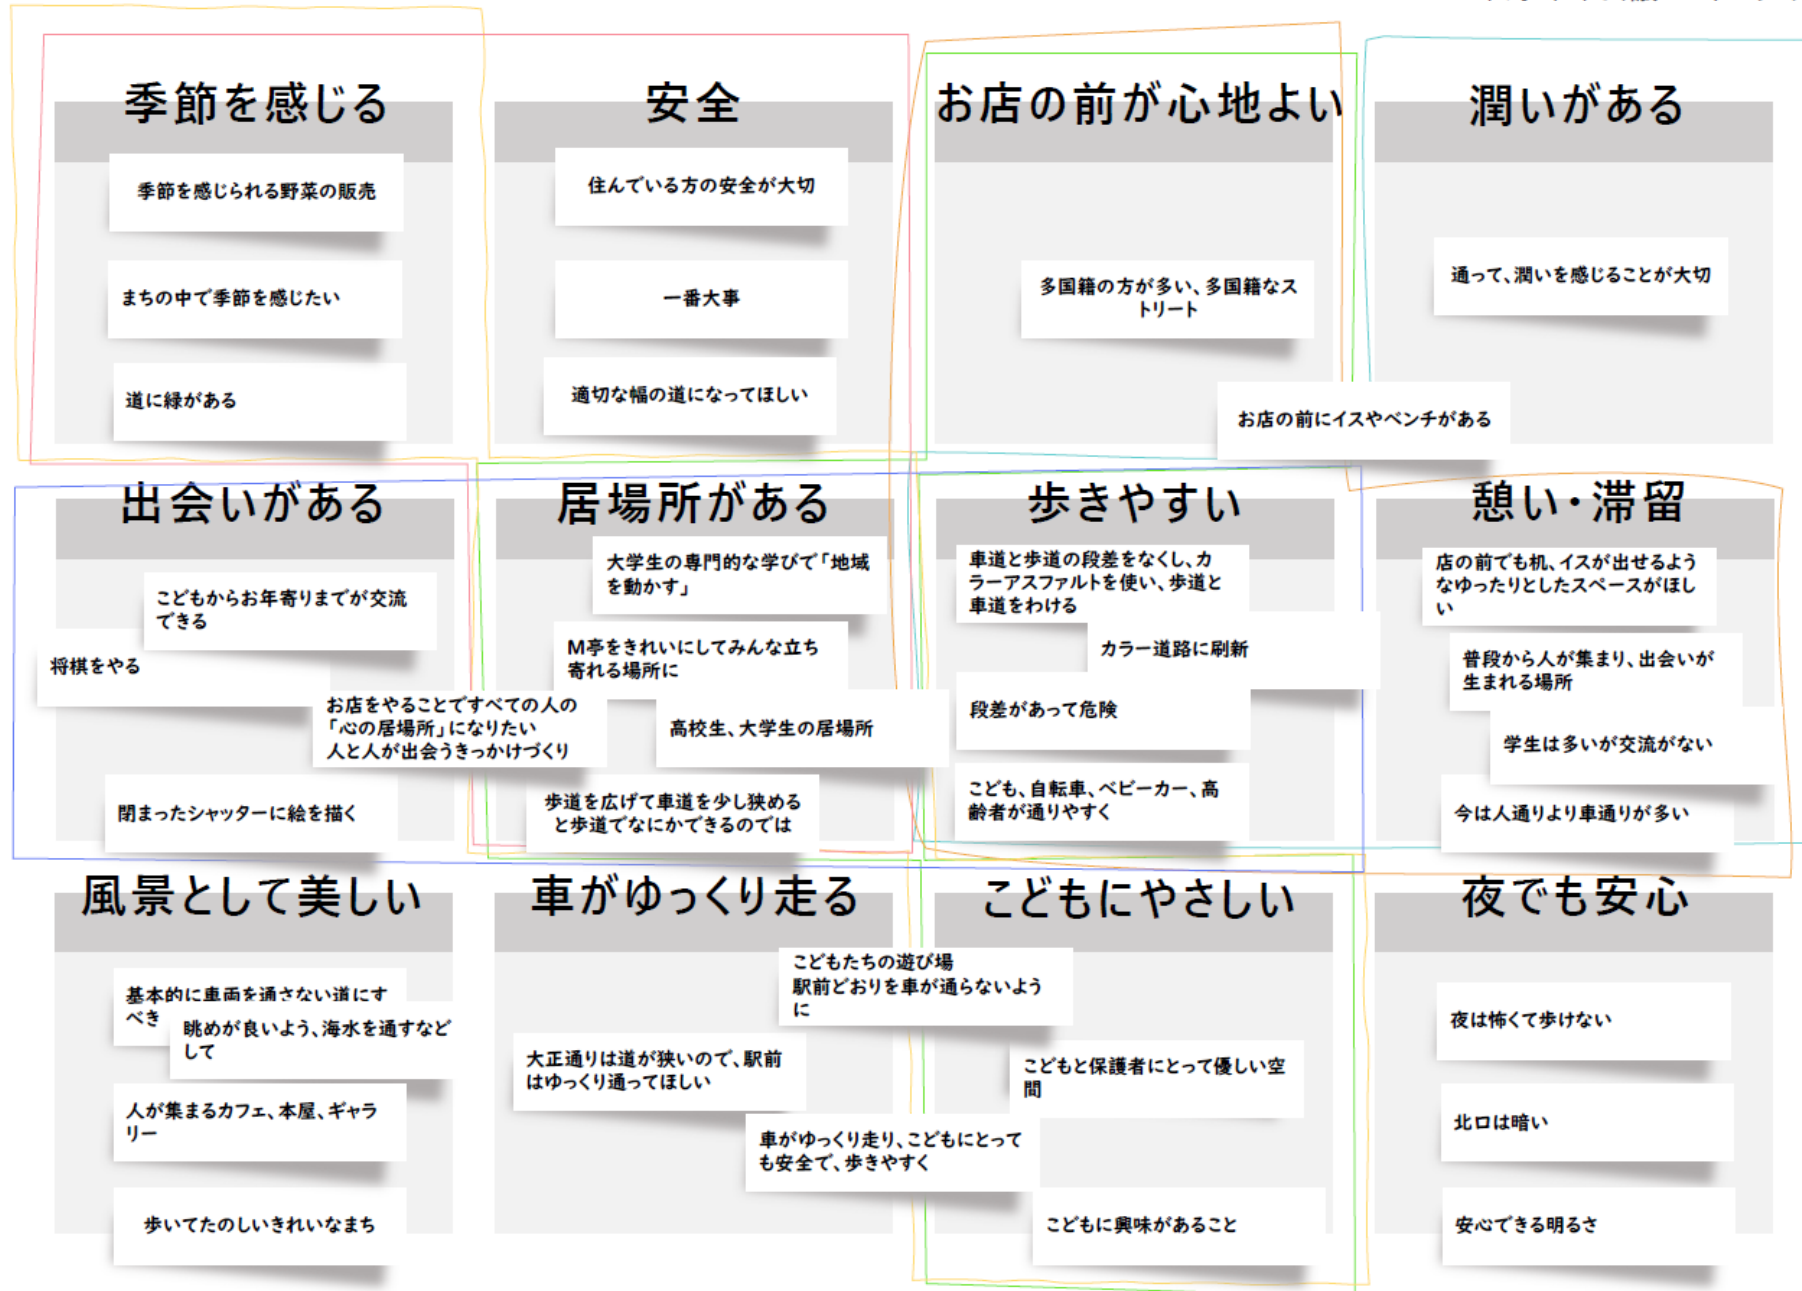 季節を感じる
季節を感じられる野菜の販売
まちの中で季節を感じたい
道に緑がある
安全
住んでいる方の安全が大切
一番大事
適切な幅の道になってほしい
お店の前が心地よい
多国籍の方が多い、多国籍なス
トリート
お店の前にイスやベンチがある
潤いがある
通って、潤いを感じることが大切
出会いがある
こどもからお年寄りまでが交流
できる
将棋をやる
お店をやることですべての人の
「心の居場所」になりたい
人と人が出会うきっかけづくり
閉まったシャッターに絵を描く
居場所がある
大学生の専門的な学びで「地域
を動かす」
M亭をきれいにしてみんな立ち
寄れる場所に
高校生、大学生の居場所
歩道を広げて車道を少し狭める
と歩道でなにかできるのでは
歩きやすい
車道と歩道の段差をなくし、カ
ラーアスファルトを使い、歩道と
車道をわける
カラー道路に刷新
段差があって危険
こども、自転車、ベビーカー、高
齢者が通りやすく
憩い・滞留
店の前でも机、イスが出せるよう
なゆったりとしたスペースがほし
い
普段から人が集まり、出会いが
生まれる場所
学生は多いが交流がない
今は人通りより車通りが多い
風景として美しい
基本的に車両を通さない道にす
べき
眺めが良いよう、海水を通すなど
して
人が集まるカフェ、本屋、ギャラ
リー
歩いてたのしいきれいなまち
車がゆっくり走る
こどもたちの遊び場
駅前どおりを車が通らないよう
に
大正通りは道が狭いので、駅前
はゆっくり通ってほしい
車がゆっくり走り、こどもにとって
も安全で、歩きやすく
こどもにやさしい
こどもと保護者にとって優しい空
間
こどもに興味があること
夜でも安心
夜は怖くて歩けない
北口は暗い
安心できる明るさ